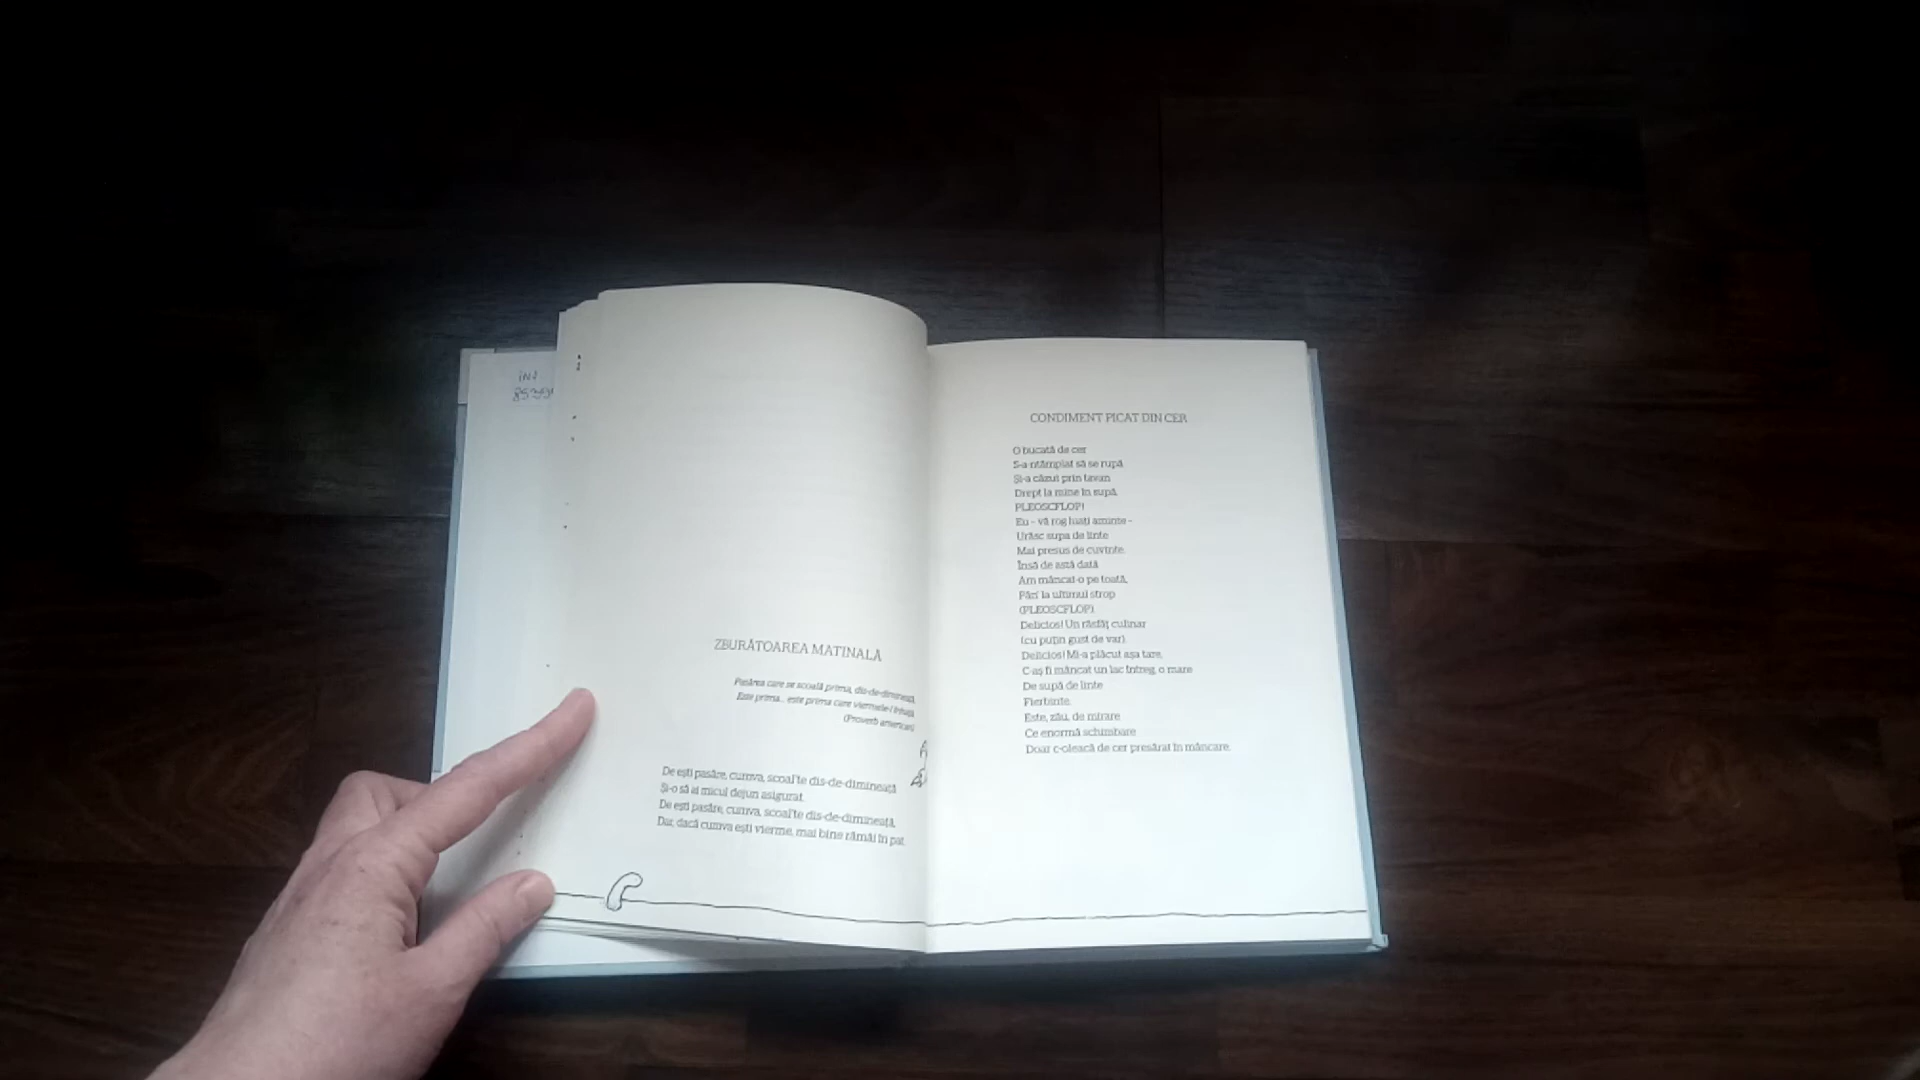 ZBURĂTOAREA MATINALĂ
Pasărea care se scoală prima, dis-de-dimineață,
Este prima... este prima care viermele-l înhață.
(Proverb american)
De ești pasăre, cumva, scoal'te dis-de-dimineață
Și-o să ai micul dejun asigurat.
De ești pasăre, cumva, scoal'te dis-de-dimineață,
Dar, dacă cumva ești vierme, mai bine rămâi în pat.
CONDIMENT PICAT DIN CER
O bucată de cer
S-a ntâmplat să se rupă
Și-a căzut prin tavan
Drept la mine în supă.
PLEOSCFLOP!
Eu – vă rog luați aminte –
Urăsc supa de linte
Mai presus de cuvinte.
Însă de astă dată
Am mâncat-o pe toată,
Păn' la ultimul strop
(PLEOSCFLOP).
Delicios! Un răsfăț culinar
(cu puțin gust de var).
Delicios! Mi-a plăcut așa tare,
C-aș fi mâncat un lac întreg, o mare
De supă de linte
Fierbinte.
Este, zău, de mirare
Ce enormă schimbare
Doar c-oleacă de cer presărat în mâncare.